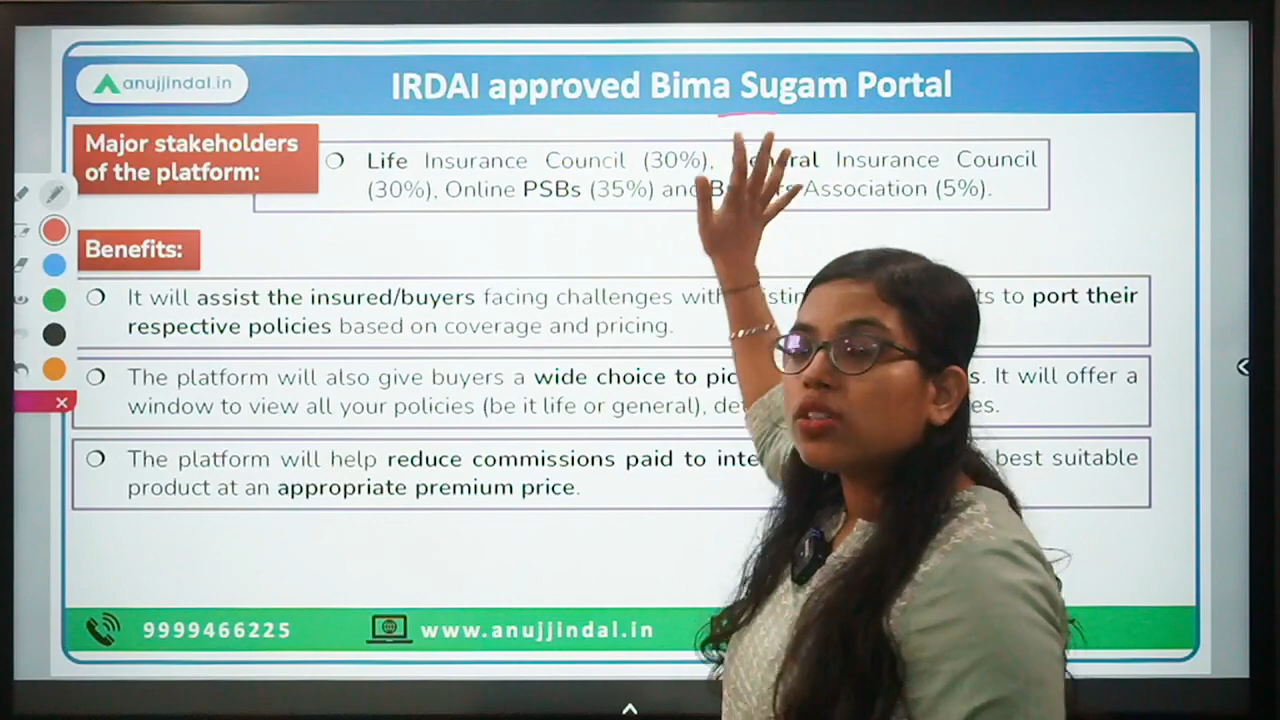 anujjindal.in
IRDAI approved Bima Sugam Portal
Major stakeholders
of the platform:
Life Insurance Council (30%), Insurance Council
(30%), Online PSBs (35%) and Association (5%).
Benefits:
It will assist the insured/buyers facing challenges with to port their
respective policies based on coverage and pricing.
The platform will also give buyers a wide choice to It will offer a
window to view all your policies (be it life or general),
The platform will help reduce commissions paid to best suitable
product at an appropriate premium price.
9999466225
www.anujjindal.in